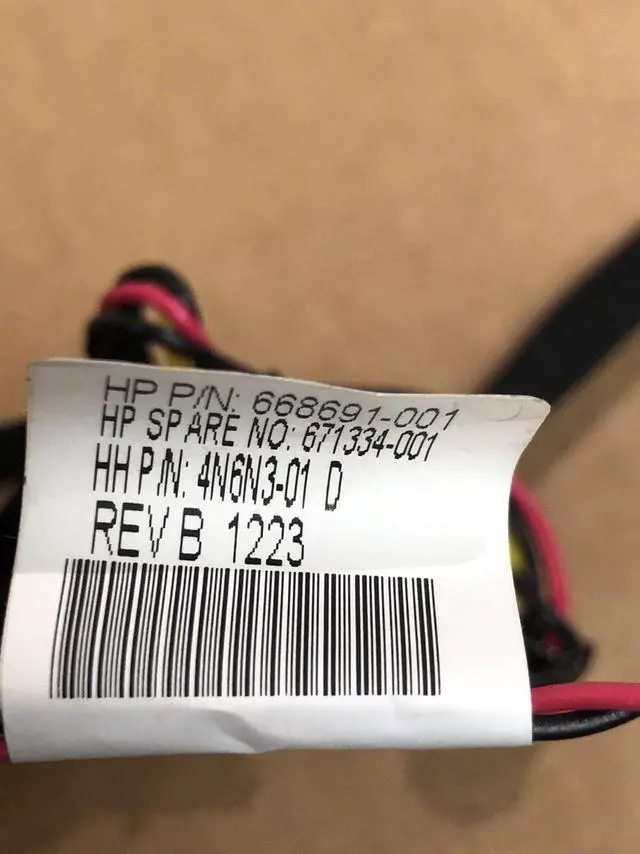 HP P/N: 668691-001
HP SPARE NO: 671334-001
HH P/N: 4N6N3-01 D
REV B 1223